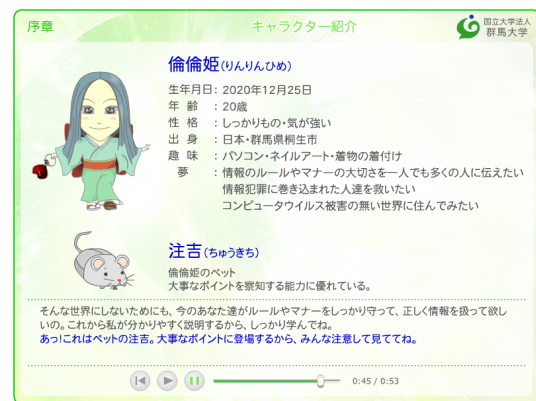 序章
キャラクター紹介
国立大学法人
群馬大学
倫倫姫(りんりんひめ)
生年月日: 2020年12月25日
年 齢 : 20歳
性 格 : しっかりもの・気が強い
出 身 : 日本・群馬県桐生市
趣 味 : パソコン・ネイルアート・着物の着付け
夢 : 情報のルールやマナーの大切さを一人でも多くの人に伝えたい
情報犯罪に巻き込まれた人達を救いたい
コンピュータウイルス被害の無い世界に住んでみたい
注吉(ちゅうきち)
倫倫姫のペット
大事なポイントを察知する能力に優れている。
そんな世界にしないためにも、今のあなた達がルールやマナーをしっかり守って、正しく情報を扱って欲し
いの。これから私が分かりやすく説明するから、しっかり学んでね。
あっ!これはペットの注吉。大事なポイントに登場するから、みんな注意して見ててね。
0:45 / 0:53